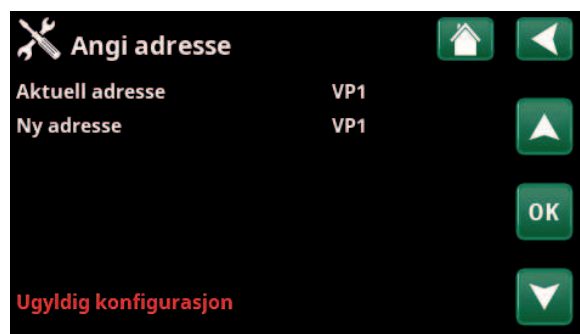 Angi adresse
Aktuell adresse VP1
Ny adresse VP1
OK
Ugyldig konfigurasjon